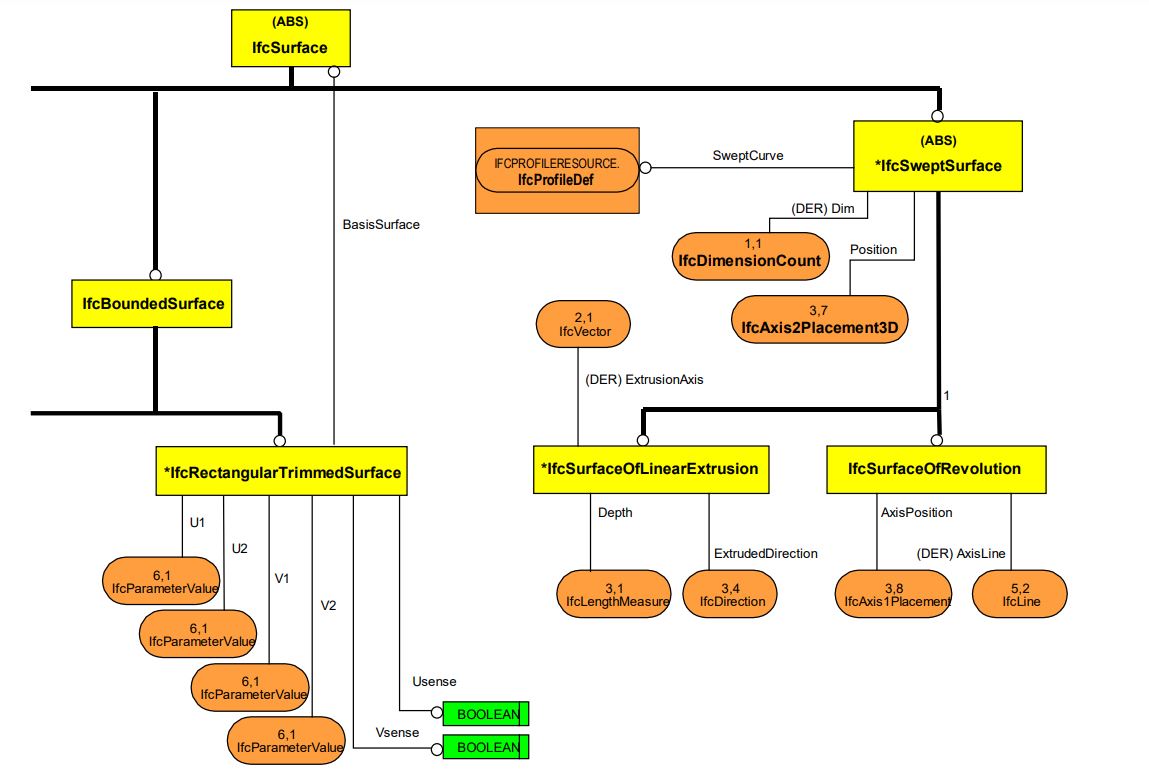 (ABS)
IfcSurface
(ABS)
*IfcSweptSurface
SweptCurve
IFCPROFILERESOURCE.
IfcProfileDef
(DER) Dim
1,1
IfcDimensionCount
Position
3,7
IfcAxis2Placement3D
BasisSurface
IfcBoundedSurface
2,1
IfcVector
(DER) ExtrusionAxis
1
*IfcRectangularTrimmedSurface
*IfcSurfaceOfLinearExtrusion
IfcSurfaceOfRevolution
U1
U2
V1
V2
6,1
IfcParameterValue
6,1
IfcParameterValue
6,1
IfcParameterValue
6,1
IfcParameterValue
Usense
BOOLEAN
Vsense
BOOLEAN
Depth
ExtrudedDirection
3,1
IfcLengthMeasure
3,4
IfcDirection
AxisPosition
(DER) AxisLine
3,8
IfcAxis1Placement
5,2
IfcLine